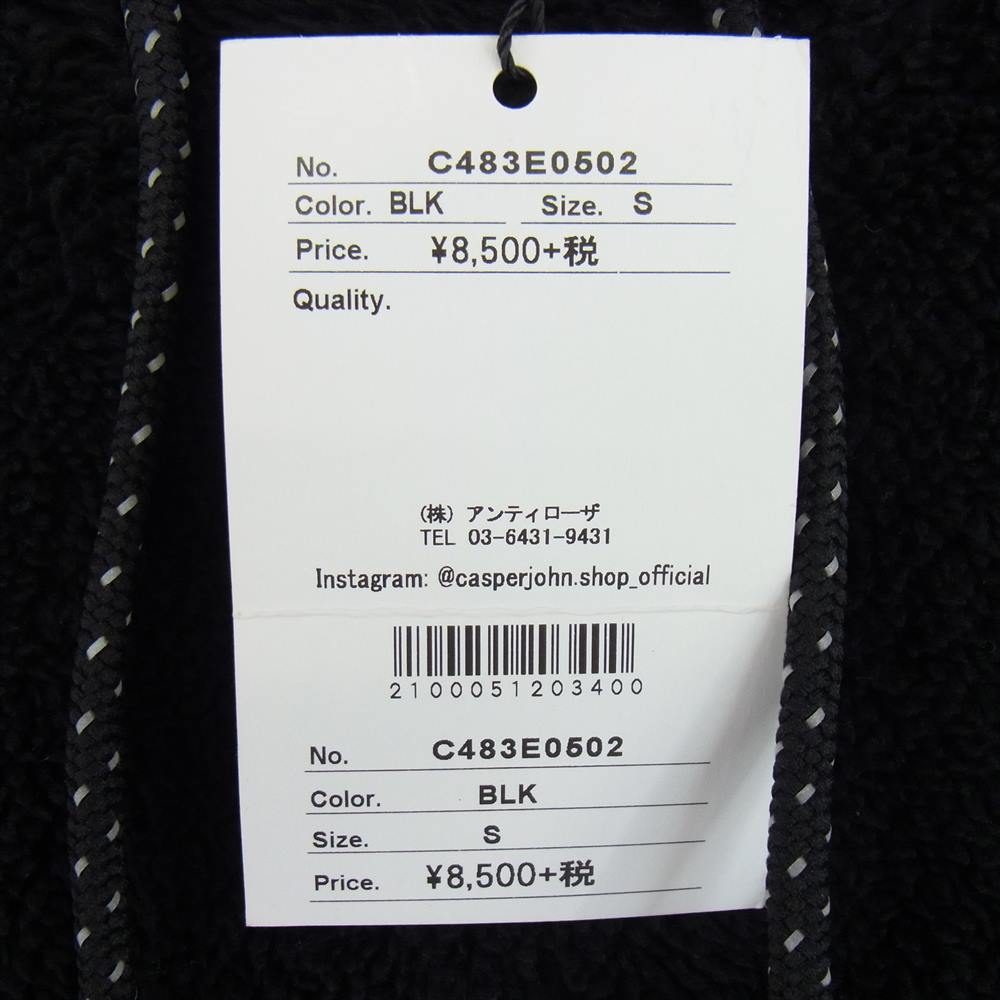 No. C483E0502
Color. BLK Size. S
Price. ¥8,500+税
Quality.
(株) アンティローザ
TEL 03-6431-9431
Instagram: @casperjohn.shop_official
2100051203400
No. C483E0502
Color. BLK
Size. S
Price. ¥8,500+税